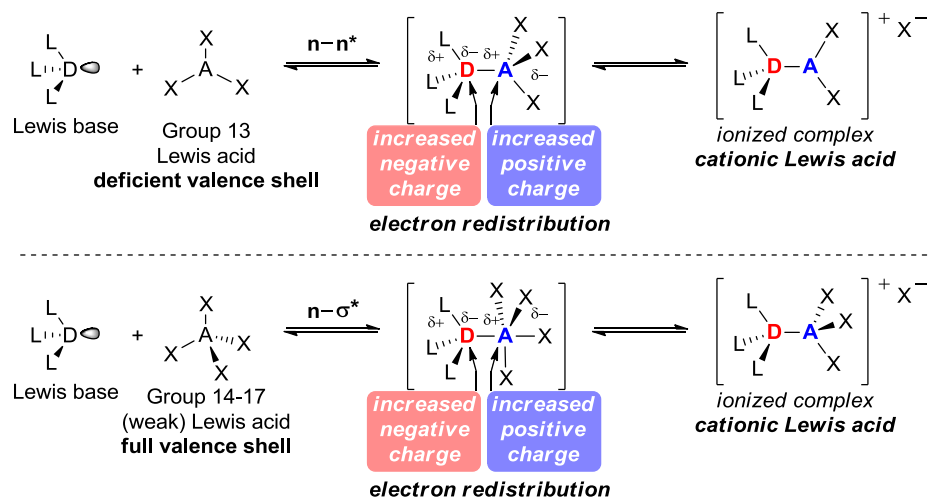 L
L D
L
Lewis base
+
X
A
X X
Group 13
Lewis acid
deficient valence shell
n−n*
L δ+ δ− δ+ X X
L D A δ−
L X
increased
negative
charge
increased
positive
charge
electron redistribution
L X + X−
D A
L L X
ionized complex
cationic Lewis acid
L
L D
L
Lewis base
+
X
A
X X
X
Group 14-17
(weak) Lewis acid
full valence shell
n−σ*
L X X δ−
δ+ δ− δ+
L D A X
L X
increased
negative
charge
increased
positive
charge
electron redistribution
L X + X−
D A X
L L X
ionized complex
cationic Lewis acid